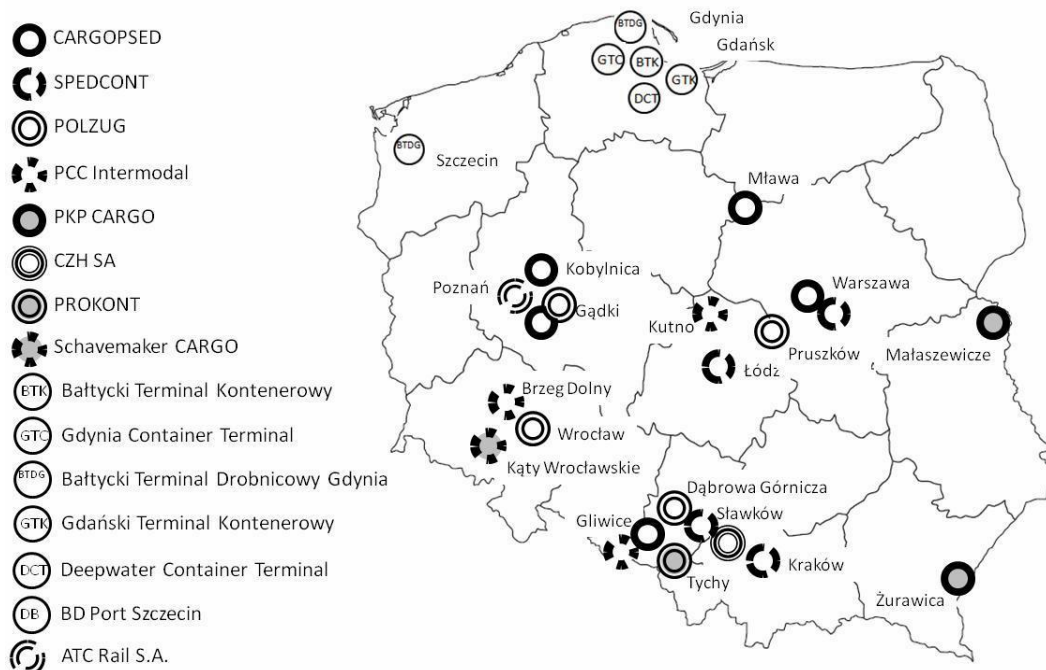 CARGOPSED
SPEDCONT
POLZUG
PCC Intermodal
PKP CARGO
CZH SA
PROKONT
Schavemaker CARGO
BTK Bałtycki Terminal Kontenerowy
GTC Gdynia Container Terminal
BTDG Bałtycki Terminal Drobnicowy Gdynia
GTK Gdański Terminal Kontenerowy
DCT Deepwater Container Terminal
DB BD Port Szczecin
ATC Rail S.A.
Gdynia
BTDG
Gdańsk
GTC
BTK
GTK
DCT
BTDG
Szczecin
Mława
Kobylnica
Poznań
Gądki
Warszawa
Kutno
Pruszków
Małaszewicze
Łódź
Brzeg Dolny
Wrocław
Kąty Wrocławskie
Dąbrowa Górnicza
Sławków
Gliwice
Kraków
Tychy
Żurawica